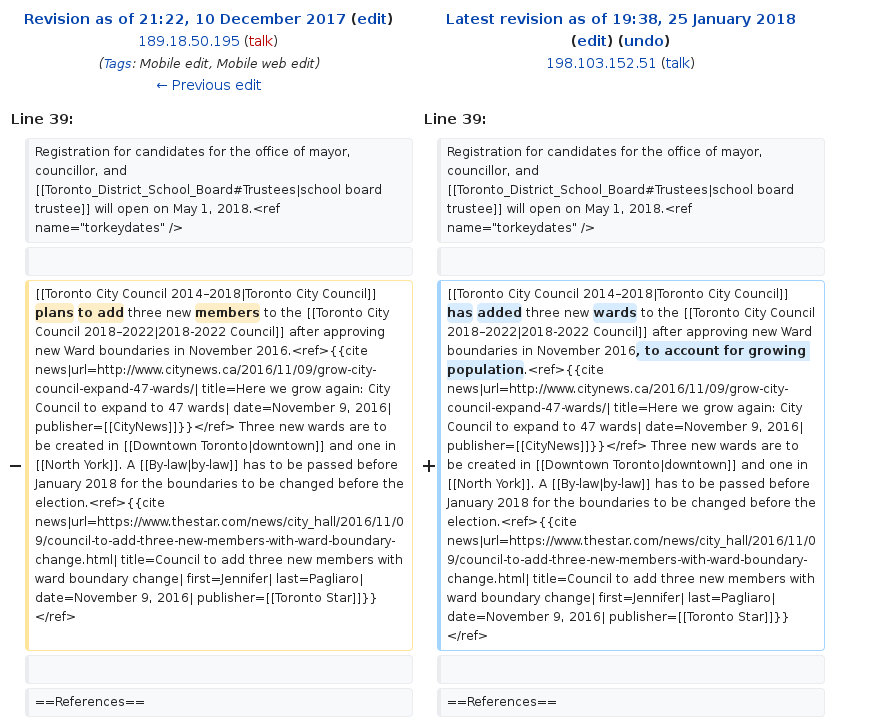 Revision as of 21:22, 10 December 2017 (edit)
189.18.50.195 (talk)
(Tags: Mobile edit, Mobile web edit)
← Previous edit
Latest revision as of 19:38, 25 January 2018
(edit) (undo)
198.103.152.51 (talk)
Line 39:
Line 39:
Registration for candidates for the office of mayor,
councillor, and
[[Toronto_District_School_Board#Trustees|school board
trustee]] will open on May 1, 2018.<ref
name="torkeydates" />
Registration for candidates for the office of mayor,
councillor, and
[[Toronto_District_School_Board#Trustees|school board
trustee]] will open on May 1, 2018.<ref
name="torkeydates" />
−
[[Toronto City Council 2014–2018|Toronto City Council]]
plans to add three new members to the [[Toronto City
Council 2018–2022|2018-2022 Council]] after approving
new Ward boundaries in November 2016.<ref>{{cite
news|url=http://www.citynews.ca/2016/11/09/grow-city-
council-expand-47-wards/| title=Here we grow again: City
Council to expand to 47 wards| date=November 9, 2016|
publisher=[[CityNews]]}}</ref> Three new wards are to
be created in [[Downtown Toronto|downtown]] and one in
[[North York]]. A [[By-law|by-law]] has to be passed before
January 2018 for the boundaries to be changed before the
election.<ref>{{cite
news|url=https://www.thestar.com/news/city_hall/2016/11/0
9/council-to-add-three-new-members-with-ward-boundary-
change.html| title=Council to add three new members with
ward boundary change| first=Jennifer| last=Pagliaro|
date=November 9, 2016| publisher=[[Toronto Star]]}}
</ref>
+
[[Toronto City Council 2014–2018|Toronto City Council]]
has added three new wards to the [[Toronto City Council
2018–2022|2018-2022 Council]] after approving new Ward
boundaries in November 2016, to account for growing
population.<ref>{{cite
news|url=http://www.citynews.ca/2016/11/09/grow-city-
council-expand-47-wards/| title=Here we grow again: City
Council to expand to 47 wards| date=November 9, 2016|
publisher=[[CityNews]]}}</ref> Three new wards are to
be created in [[Downtown Toronto|downtown]] and one in
[[North York]]. A [[By-law|by-law]] has to be passed before
January 2018 for the boundaries to be changed before the
election.<ref>{{cite
news|url=https://www.thestar.com/news/city_hall/2016/11/0
9/council-to-add-three-new-members-with-ward-boundary-
change.html| title=Council to add three new members with
ward boundary change| first=Jennifer| last=Pagliaro|
date=November 9, 2016| publisher=[[Toronto Star]]}}
</ref>
==References==
==References==